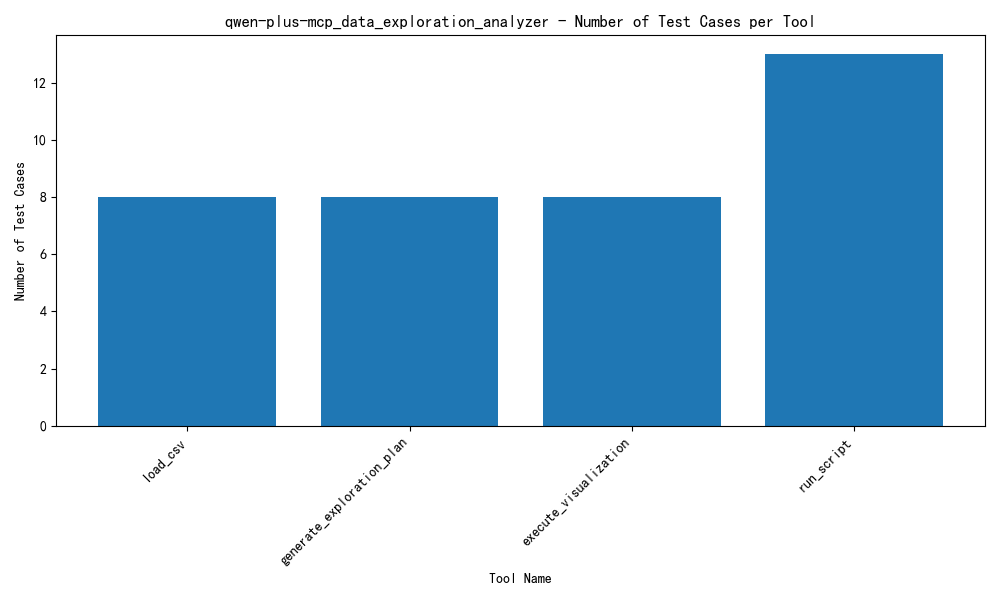 qwen-plus-mcp_data_exploration_analyzer - Number of Test Cases per Tool
Number of Test Cases
12
10
8
6
4
2
0
load_csv
generate_exploration_plan
execute_visualization
run_script
Tool Name